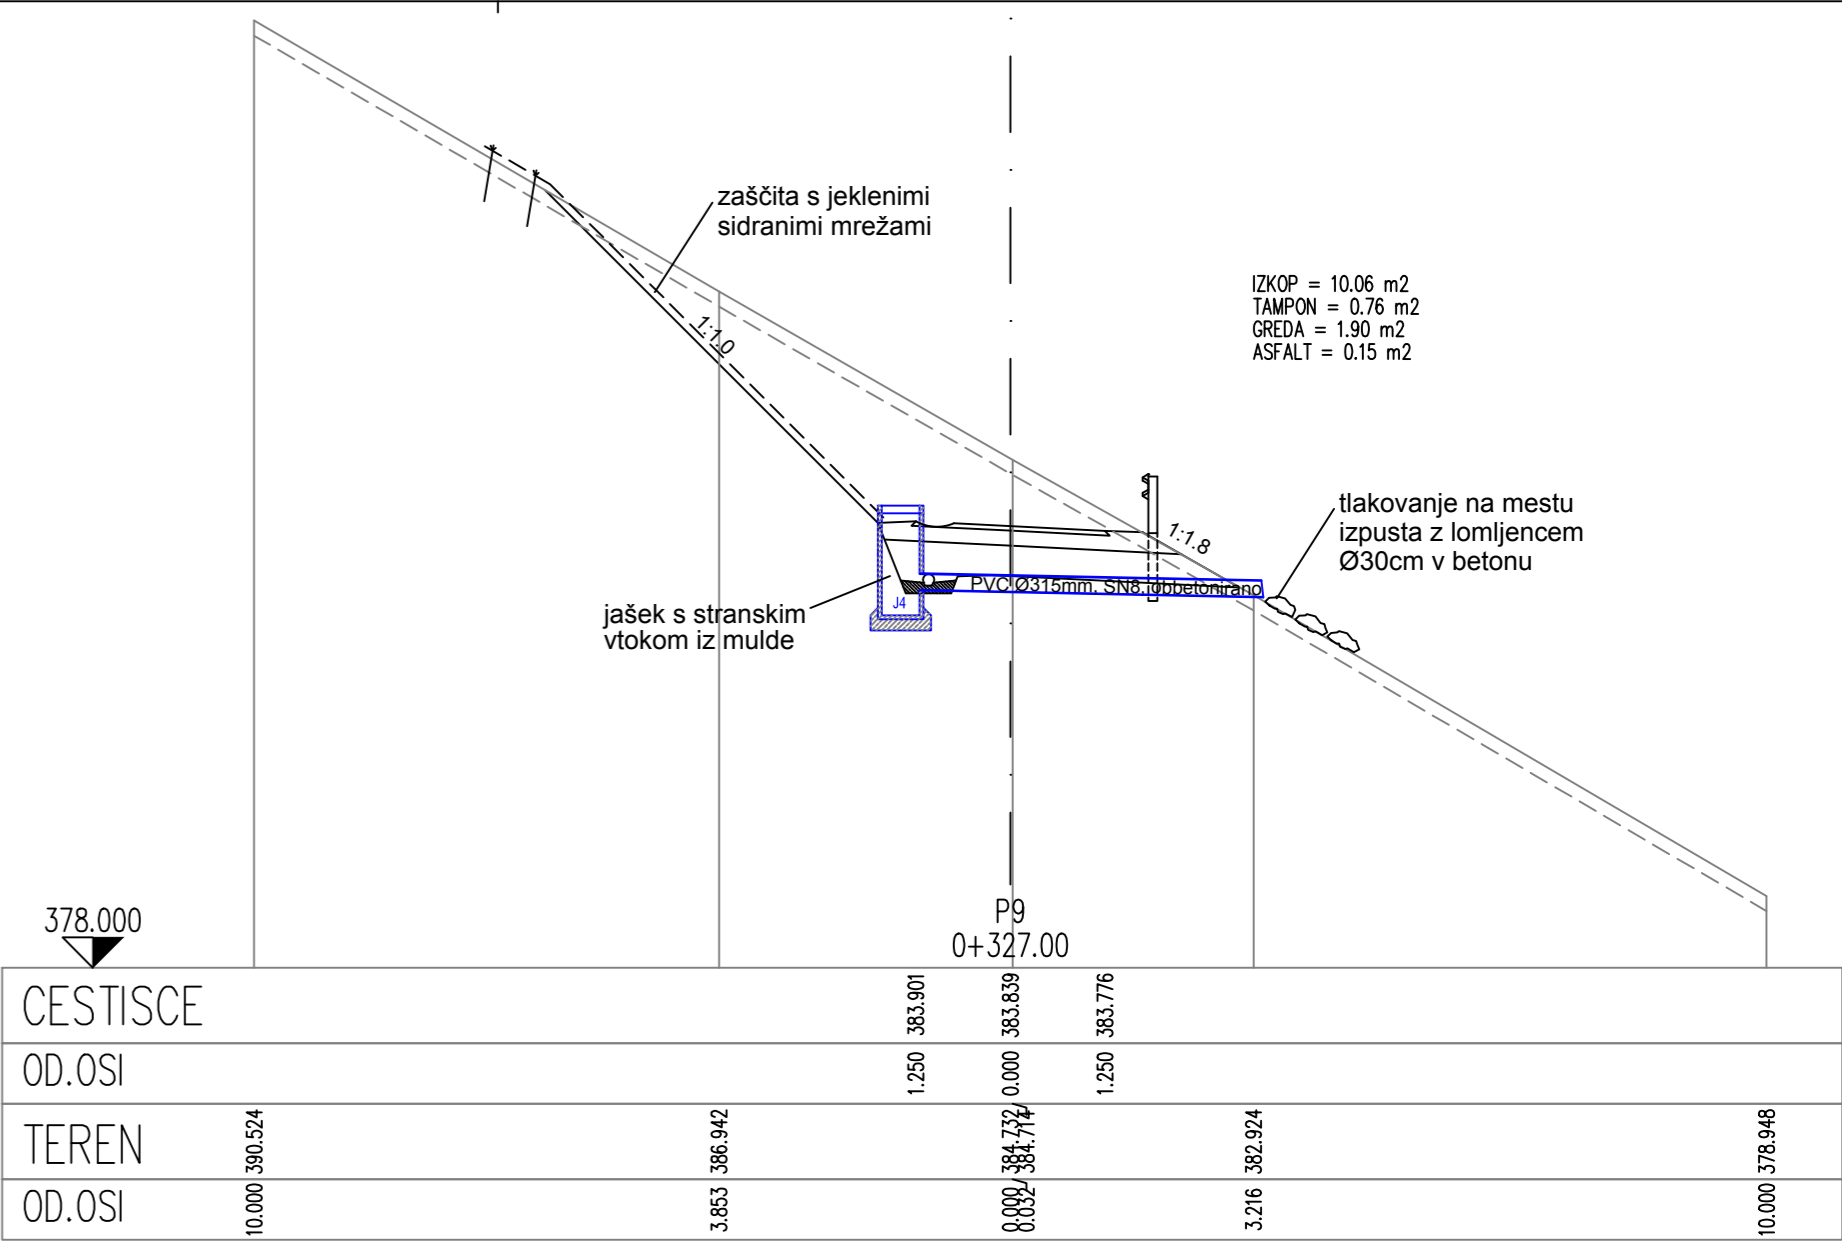 zaščita s jeklenimi
sidranimi mrežami
1:1.0
IZKOP = 10.06 m2
TAMPON = 0.76 m2
GREDA = 1.90 m2
ASFALT = 0.15 m2
1:1.8
tlakovanje na mestu
izpusta z lomljencem
Ø30cm v betonu
PVC Ø315mm, SN8, obbetonirano
J4
jašek s stranskim
vtokom iz mulde
378.000
P9
0+327.00
CESTISCE
383.901
383.839
383.776
OD.OSI
1.250
0.000
1.250
TEREN
390.524
386.942
384.732
384.714
382.924
378.948
OD.OSI
10.000
3.853
0.000
0.032
3.216
10.000